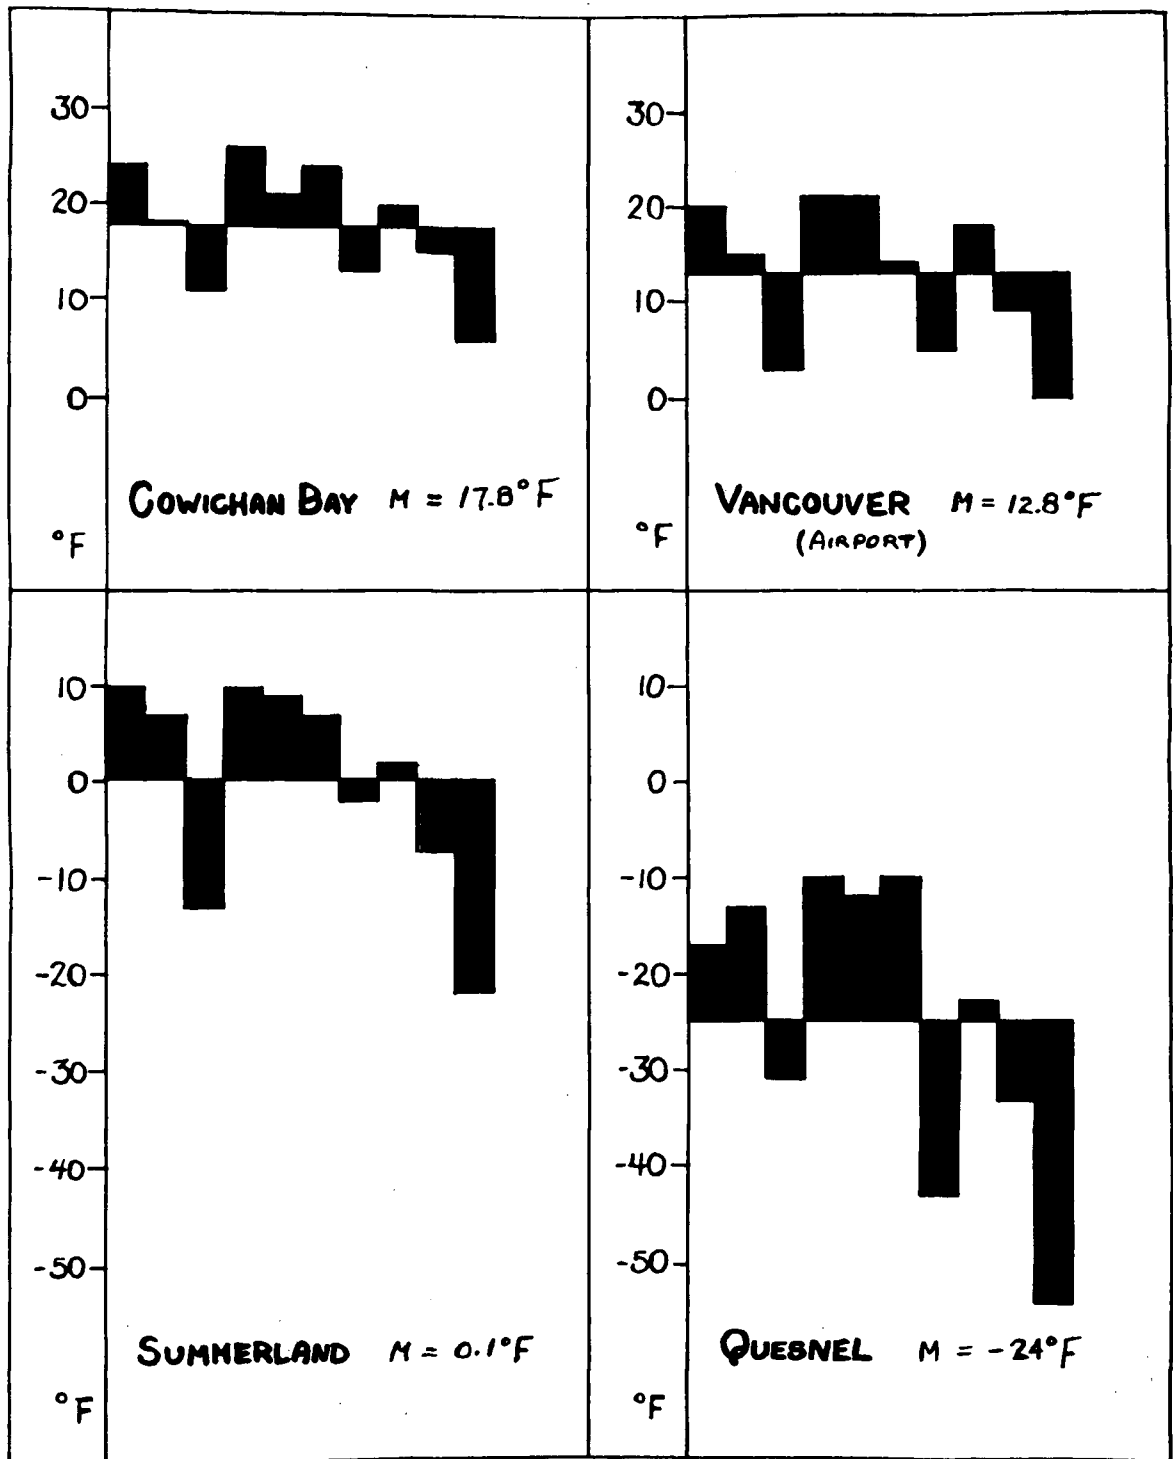 30
20
10
0
COWICHAN BAY M = 17.8°F
°F
30
20
10
0
VANCOUVER M = 12.8°F
(AIRPORT)
°F
10
0
-10
-20
-30
-40
-50
SUMMERLAND M = 0.1°F
°F
10
0
-10
-20
-30
-40
-50
QUESNEL M = -24°F
°F